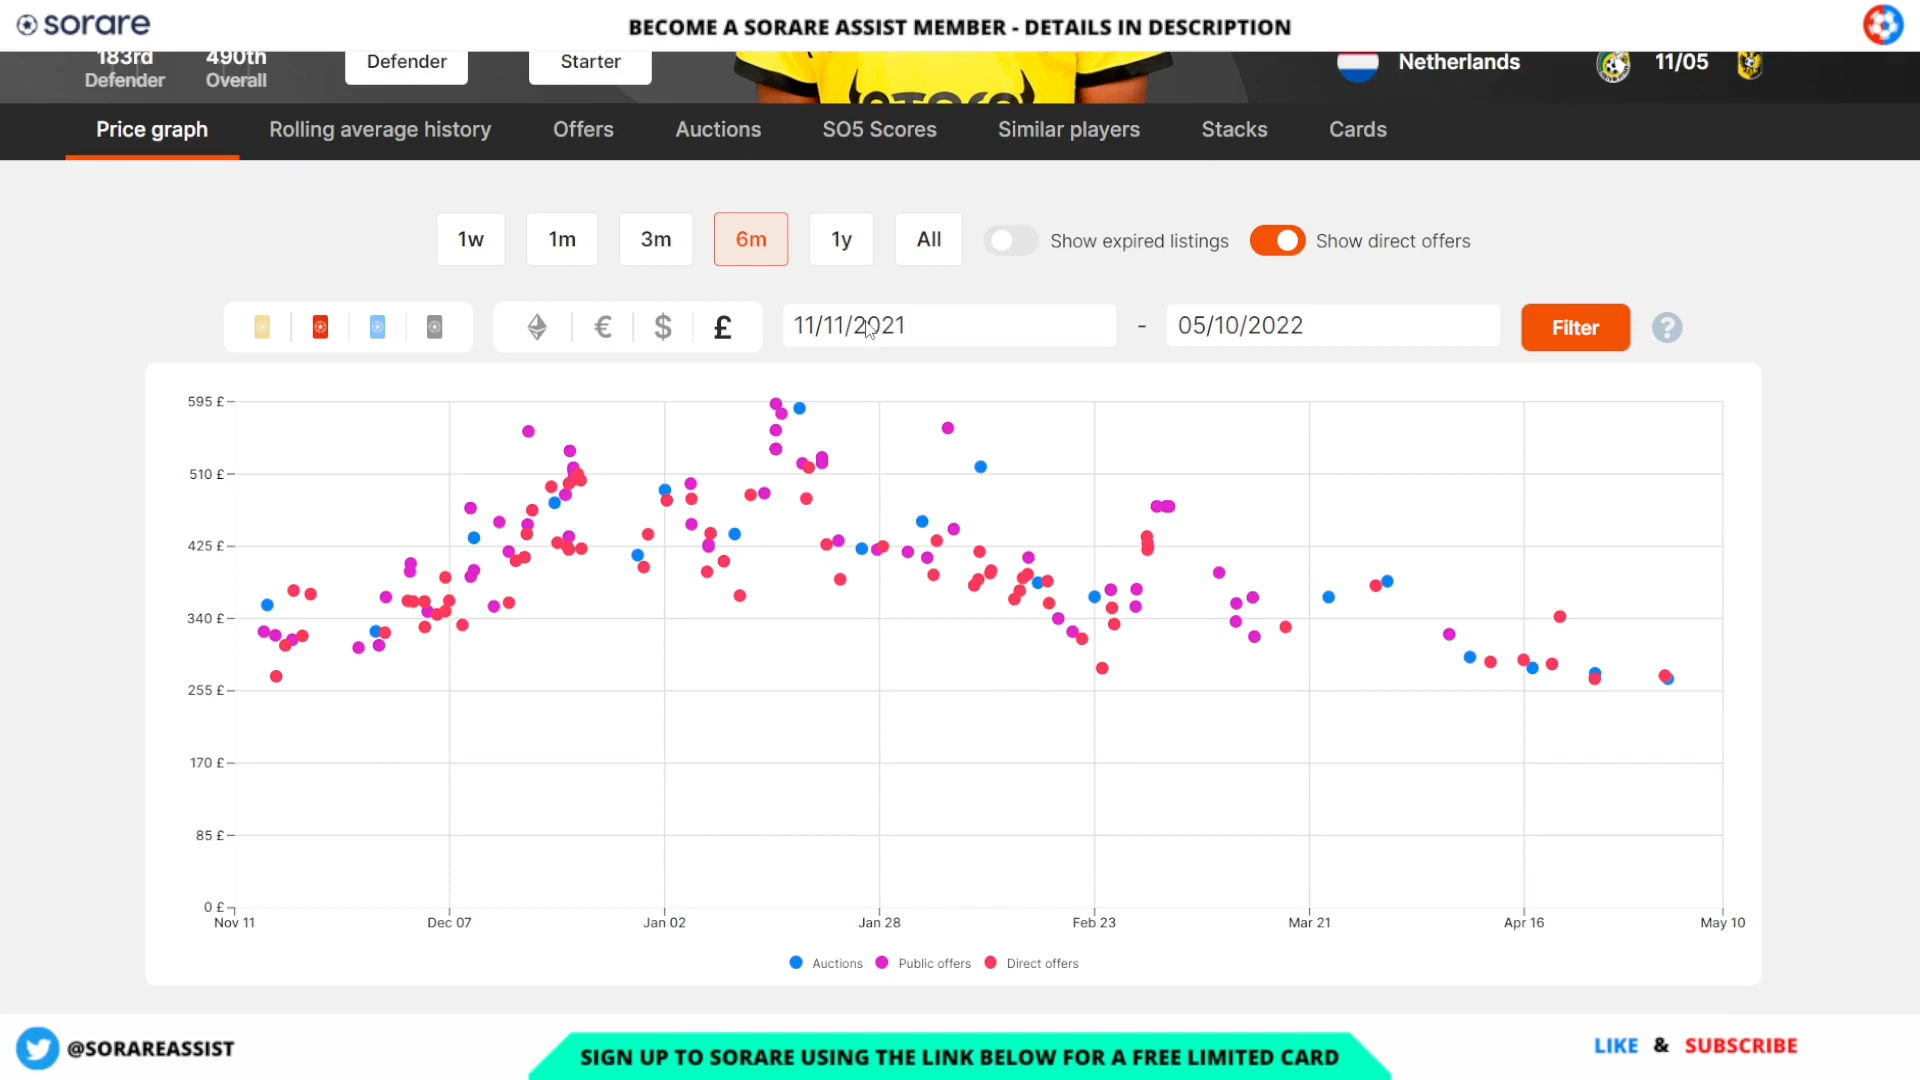 sorare
BECOME A SORARE ASSIST MEMBER - DETAILS IN DESCRIPTION
183rd
Defender
490th
Overall
Defender
Starter
Netherlands
11/05
Price graph
Rolling average history
Offers
Auctions
SO5 Scores
Similar players
Stacks
Cards
1w
1m
3m
6m
1y
All
Show expired listings
Show direct offers
€
$
£
11/11/2021
-
05/10/2022
Filter
?
595 £
510 £
425 £
340 £
255 £
170 £
85 £
0 £
Nov 11
Dec 07
Jan 02
Jan 28
Feb 23
Mar 21
Apr 16
May 10
Auctions
Public offers
Direct offers
@SORAREASSIST
SIGN UP TO SORARE USING THE LINK BELOW FOR A FREE LIMITED CARD
LIKE & SUBSCRIBE